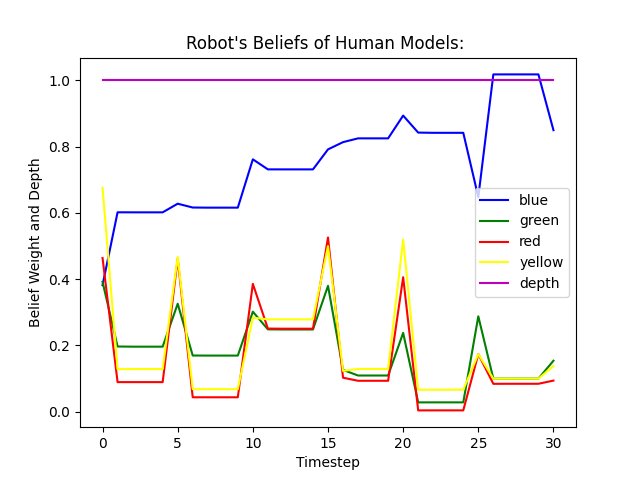 Robot's Beliefs of Human Models:
Belief Weight and Depth
1.0
0.8
0.6
0.4
0.2
0.0
0 5 10 15 20 25 30
Timestep
blue
green
red
yellow
depth